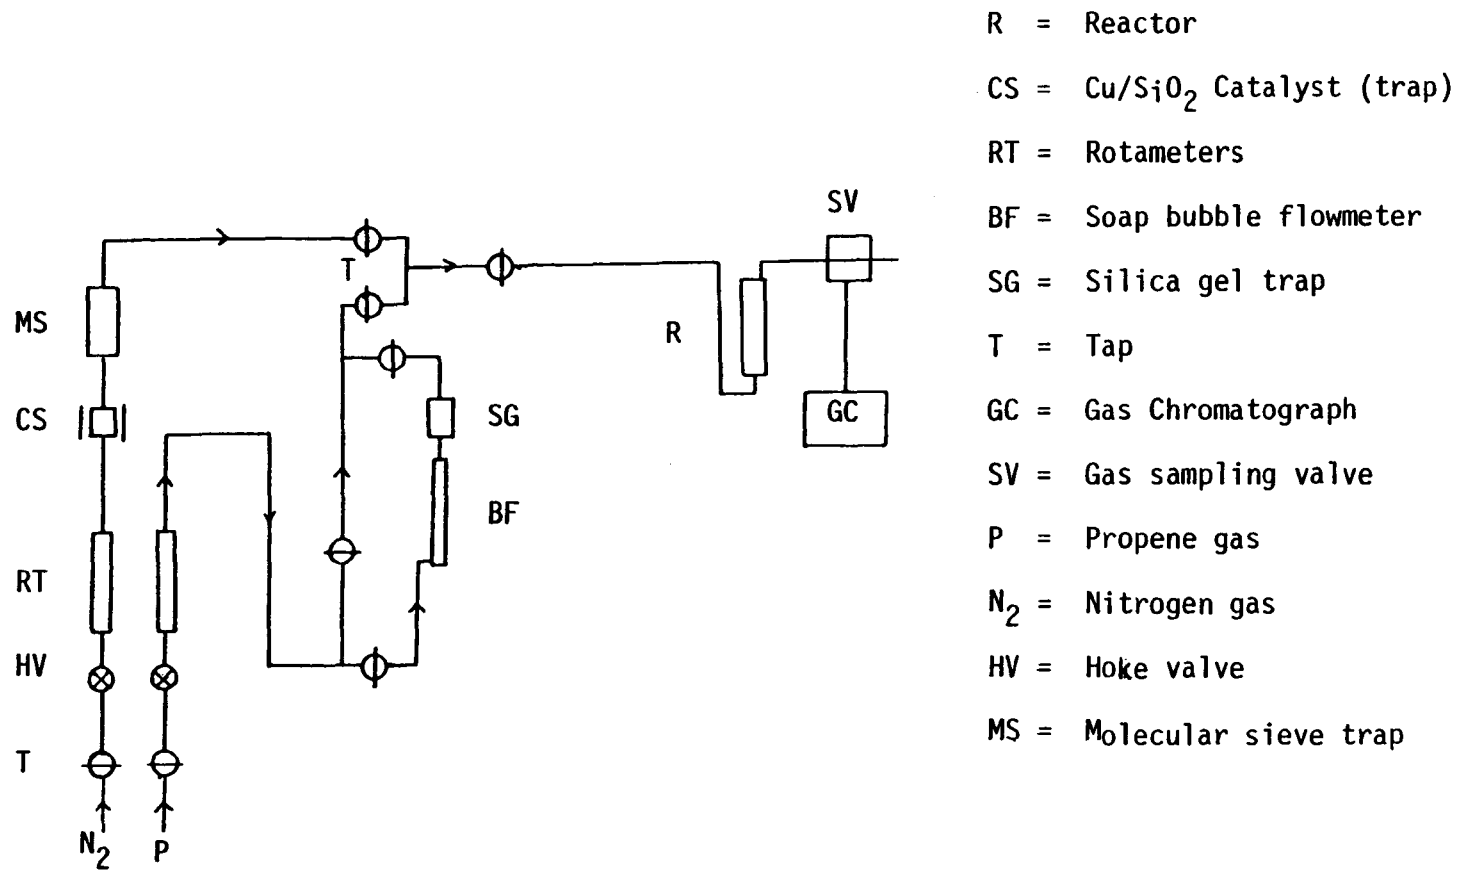 R = Reactor
CS = Cu/SiO2 Catalyst (trap)
RT = Rotameters
BF = Soap bubble flowmeter
SG = Silica gel trap
T = Tap
GC = Gas Chromatograph
SV = Gas sampling valve
P = Propene gas
N2 = Nitrogen gas
HV = Hoke valve
MS = Molecular sieve trap
SV
T
MS
R
CS
SG
GC
BF
RT
HV
T
N2
P